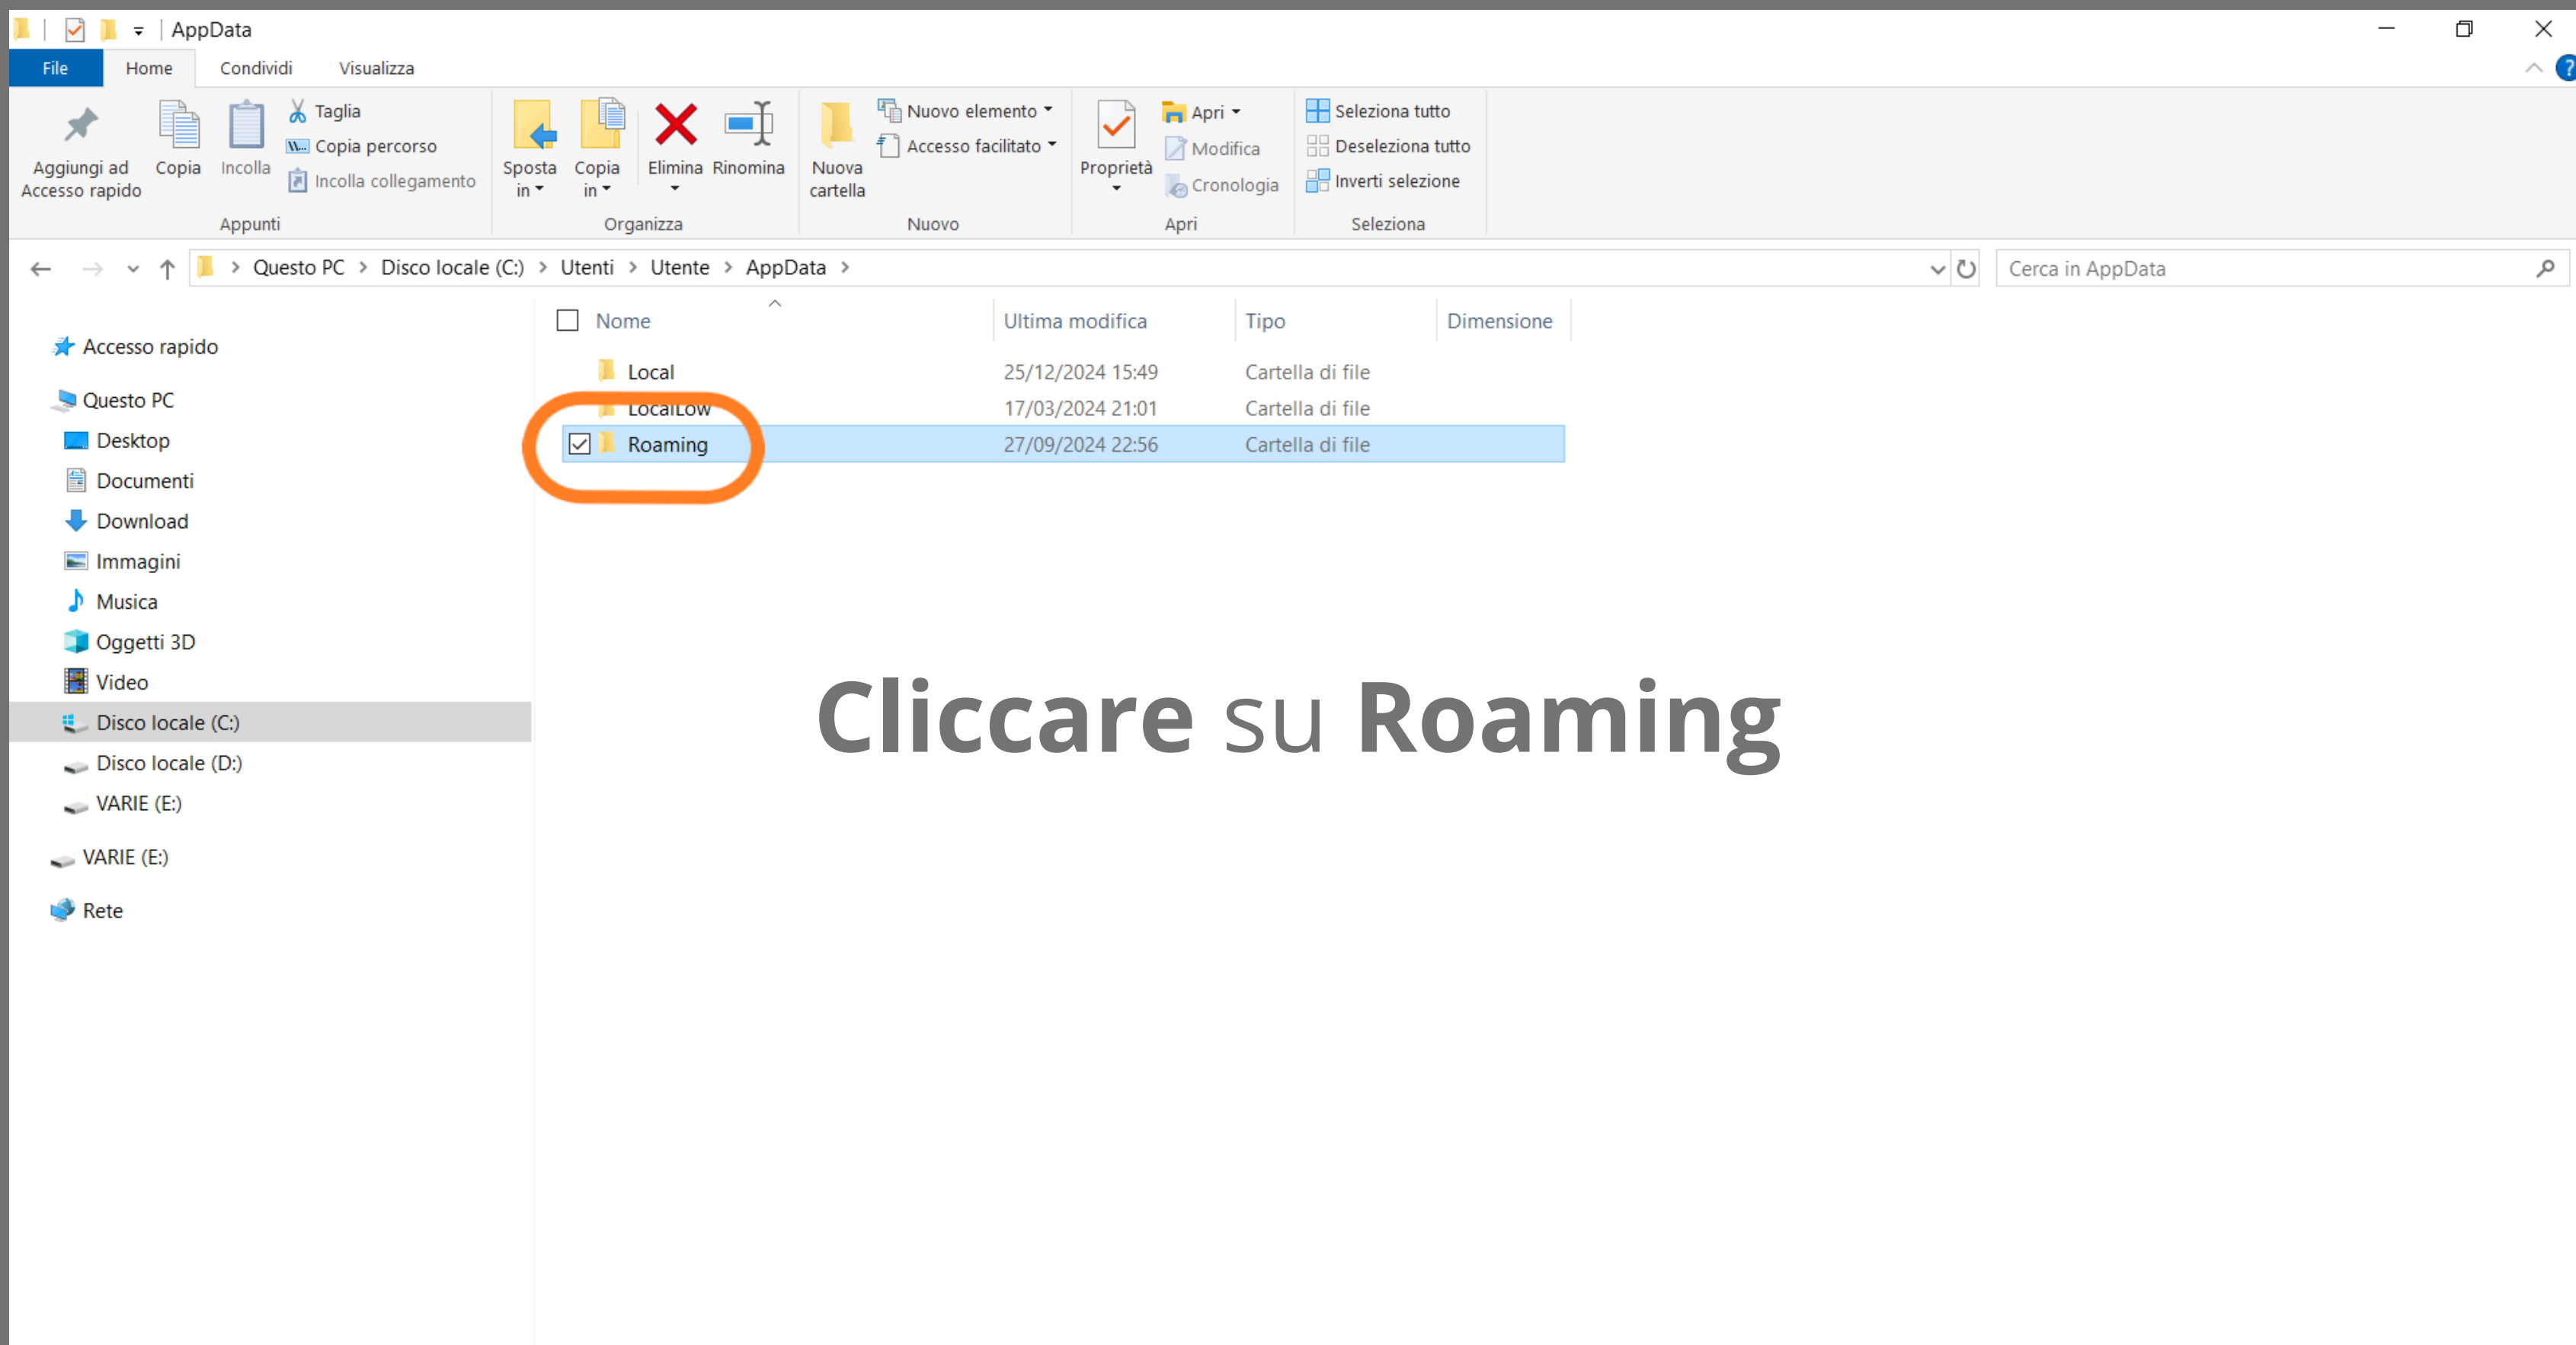 AppData
File Home Condividi Visualizza
?
Aggiungi ad
Accesso rapido
Copia
Incolla
Taglia
Copia percorso
Incolla collegamento
Appunti
Sposta
in
Copia
in
Elimina
Rinomina
Organizza
Nuova
cartella
Nuovo elemento
Accesso facilitato
Nuovo
Proprietà
Apri
Modifica
Cronologia
Apri
Seleziona tutto
Deseleziona tutto
Inverti selezione
Seleziona
Questo PC > Disco locale (C:) > Utenti > Utente > AppData >
Cerca in AppData
Accesso rapido
Questo PC
Desktop
Documenti
Download
Immagini
Musica
Oggetti 3D
Video
Disco locale (C:)
Disco locale (D:)
VARIE (E:)
VARIE (E:)
Rete
Nome Ultima modifica Tipo Dimensione
Local 25/12/2024 15:49 Cartella di file
LocalLow 17/03/2024 21:01 Cartella di file
Roaming 27/09/2024 22:56 Cartella di file
Cliccare su Roaming